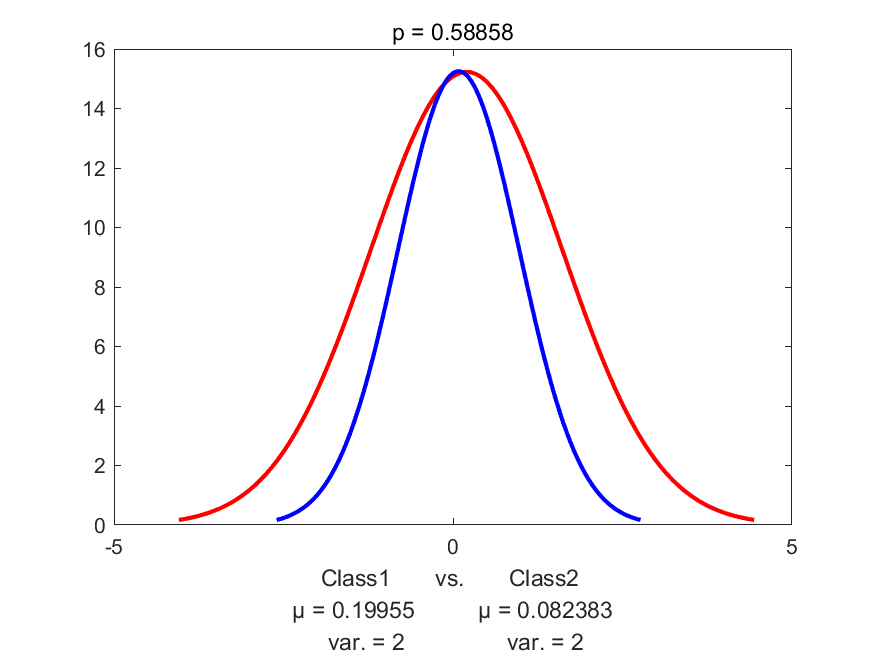 p = 0.58858
16
14
12
10
8
6
4
2
0
-5 0 5
Class1 vs. Class2
μ = 0.19955 μ = 0.082383
var. = 2 var. = 2